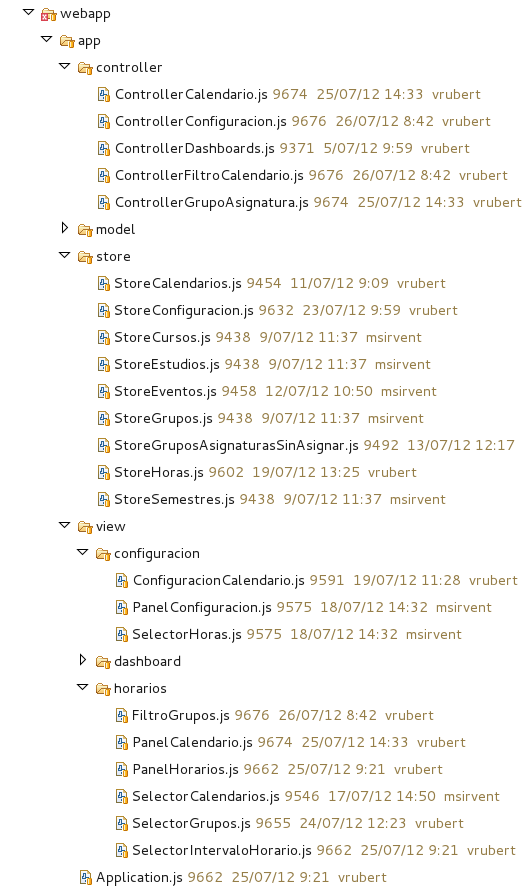 webapp
app
controller
ControllerCalendario.js 9674 25/07/12 14:33 vrubert
ControllerConfiguracion.js 9676 26/07/12 8:42 vrubert
ControllerDashboards.js 9371 5/07/12 9:59 vrubert
ControllerFiltroCalendario.js 9676 26/07/12 8:42 vrubert
ControllerGrupoAsignatura.js 9674 25/07/12 14:33 vrubert
model
store
StoreCalendarios.js 9454 11/07/12 9:09 vrubert
StoreConfiguracion.js 9632 23/07/12 9:59 vrubert
StoreCursos.js 9438 9/07/12 11:37 msirvent
StoreEstudios.js 9438 9/07/12 11:37 msirvent
StoreEventos.js 9458 12/07/12 10:50 msirvent
StoreGrupos.js 9438 9/07/12 11:37 msirvent
StoreGruposAsignaturasSinAsignar.js 9492 13/07/12 12:17
StoreHoras.js 9602 19/07/12 13:25 vrubert
StoreSemestres.js 9438 9/07/12 11:37 msirvent
view
configuracion
ConfiguracionCalendario.js 9591 19/07/12 11:28 vrubert
PanelConfiguracion.js 9575 18/07/12 14:32 msirvent
SelectorHoras.js 9575 18/07/12 14:32 msirvent
dashboard
horarios
FiltroGrupos.js 9676 26/07/12 8:42 vrubert
PanelCalendario.js 9674 25/07/12 14:33 vrubert
PanelHorarios.js 9662 25/07/12 9:21 vrubert
SelectorCalendarios.js 9546 17/07/12 14:50 msirvent
SelectorGrupos.js 9655 24/07/12 12:23 vrubert
SelectorIntervaloHorario.js 9662 25/07/12 9:21 vrubert
Application.js 9662 25/07/12 9:21 vrubert